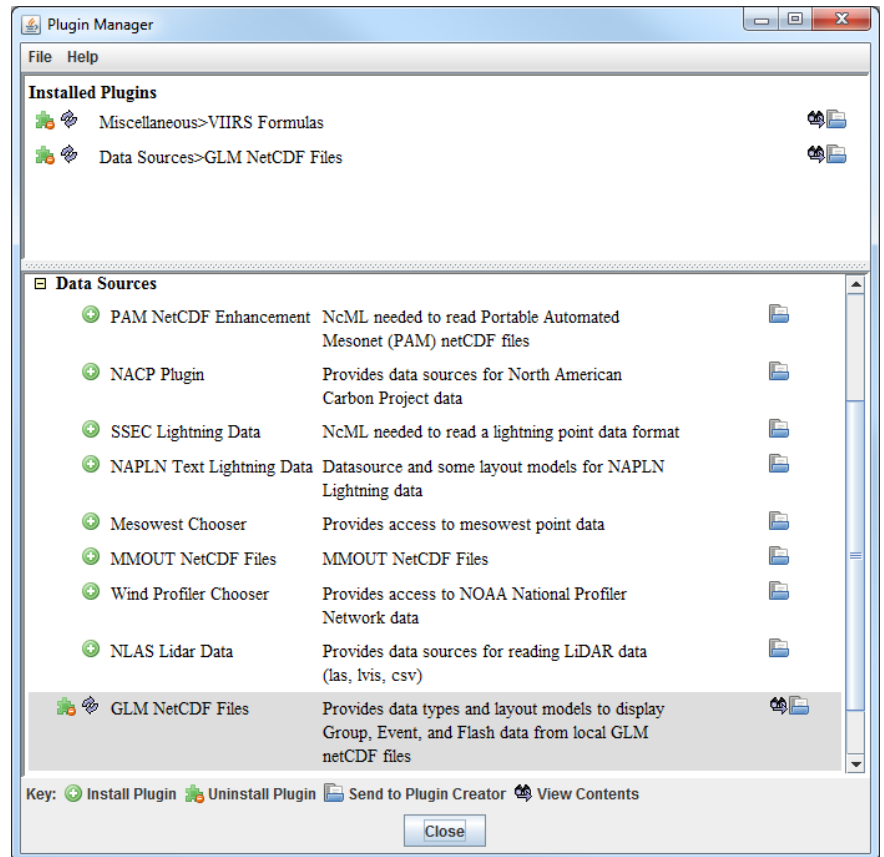 Plugin Manager
File Help
Installed Plugins
Miscellaneous>VIIRS Formulas
Data Sources>GLM NetCDF Files
Data Sources
PAM NetCDF Enhancement NcML needed to read Portable Automated
Mesonet (PAM) netCDF files
NACP Plugin Provides data sources for North American
Carbon Project data
SSEC Lightning Data NcML needed to read a lightning point data format
NAPLN Text Lightning Data Datasource and some layout models for NAPLN
Lightning data
Mesowest Chooser Provides access to mesowest point data
MMOUT NetCDF Files MMOUT NetCDF Files
Wind Profiler Chooser Provides access to NOAA National Profiler
Network data
NLAS Lidar Data Provides data sources for reading LiDAR data
(las, lvis, csv)
GLM NetCDF Files Provides data types and layout models to display
Group, Event, and Flash data from local GLM
netCDF files
Key: Install Plugin Uninstall Plugin Send to Plugin Creator View Contents
Close